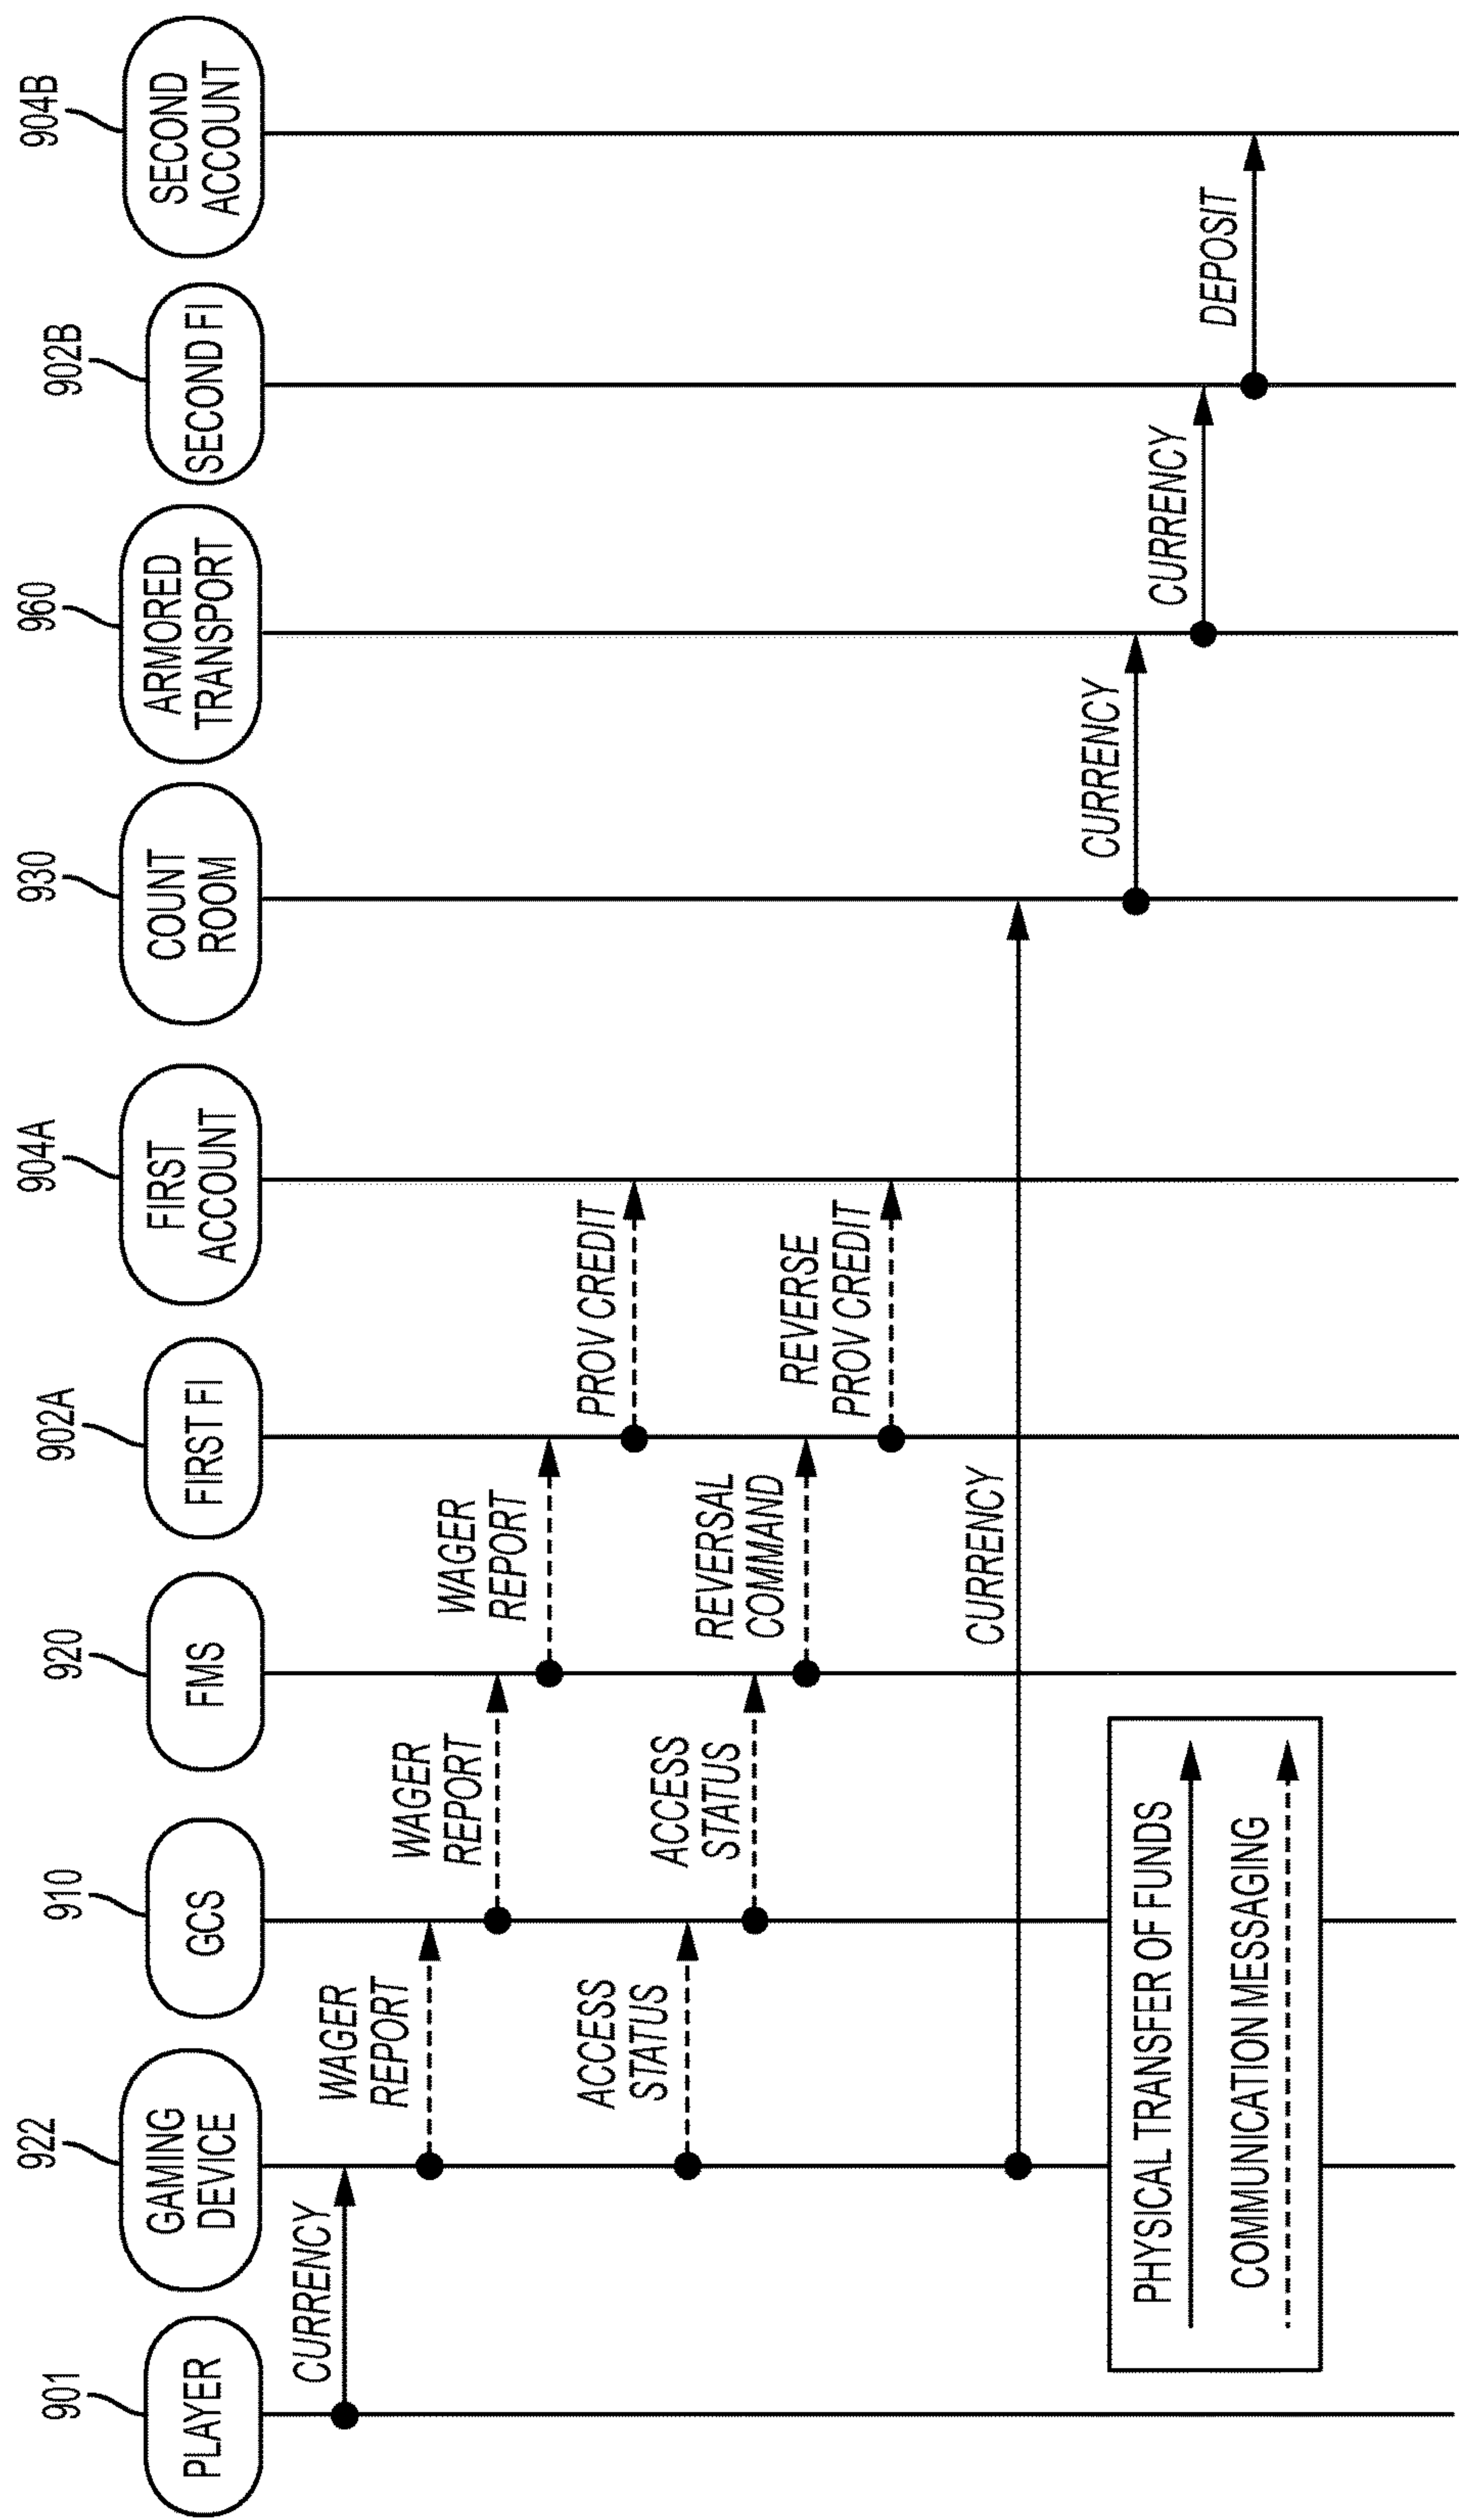 901
922
910
920
902A
904A
930
960
902B
904B
PLAYER
GAMING
DEVICE
GCS
FMS
FIRST FI
FIRST
ACCOUNT
COUNT
ROOM
ARMORED
TRANSPORT
SECOND FI
SECOND
ACCOUNT
CURRENCY
WAGER
REPORT
WAGER
REPORT
WAGER
REPORT
PROV CREDIT
ACCESS
STATUS
ACCESS
STATUS
REVERSAL
COMMAND
REVERSE
PROV CREDIT
CURRENCY
CURRENCY
CURRENCY
DEPOSIT
PHYSICAL TRANSFER OF FUNDS
COMMUNICATION MESSAGING